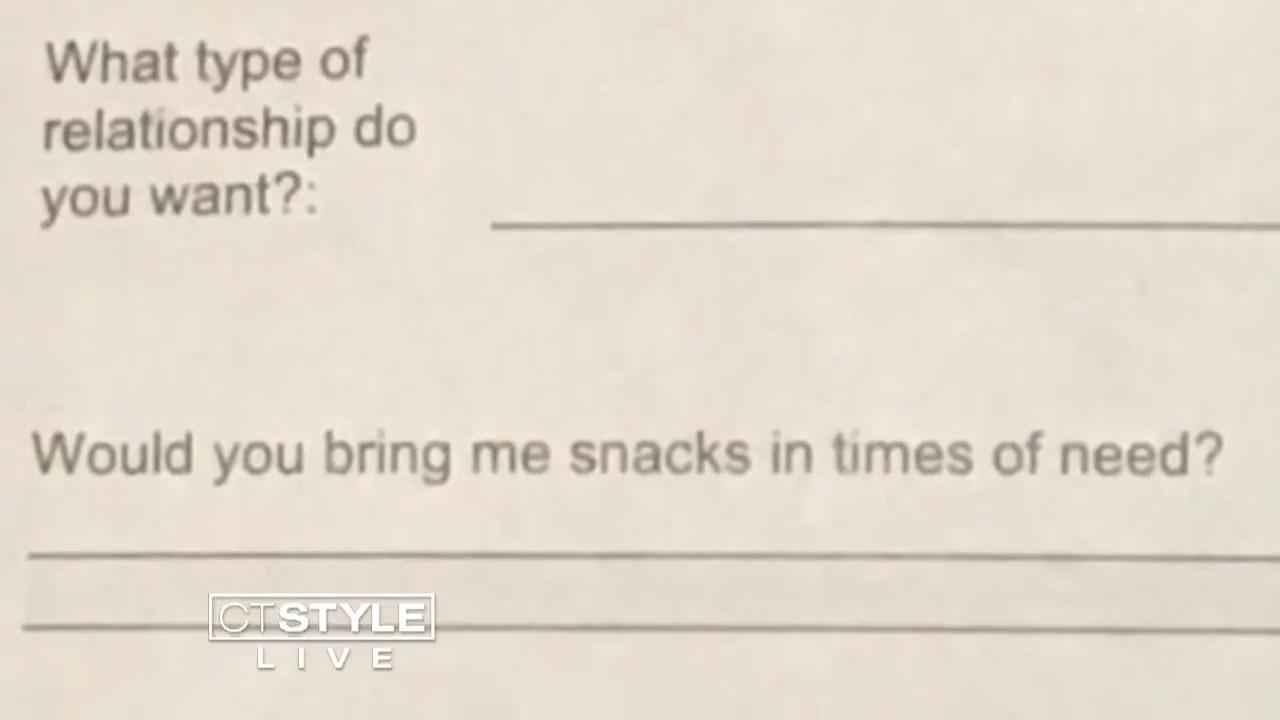 What type of
relationship do
you want?:
Would you bring me snacks in times of need?
CTSTYLE
LIVE